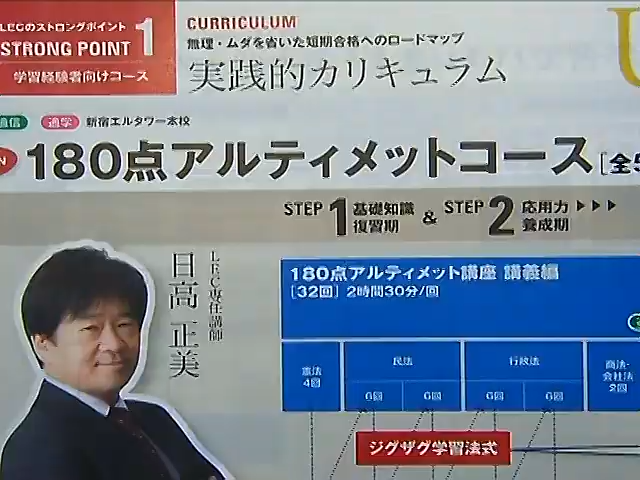 LECのストロングポイント
STRONG POINT 1
学習経験者向けコース
CURRICULUM
無理・ムダを省いた短期合格へのロードマップ
実践的カリキュラム
通信 通学 新宿エルタワー本校
180点アルティメットコース[全5
STEP 1 基礎知識復習期 & STEP 2 応用力養成期 ▶▶▶
LEC専任講師
日高 正美
180点アルティメット講座 講義編
[32回] 2時間30分/回
憲法 4回
民法
6回 6回
行政法
6回 6回
商法・会社法 2回
ジグザグ学習法式